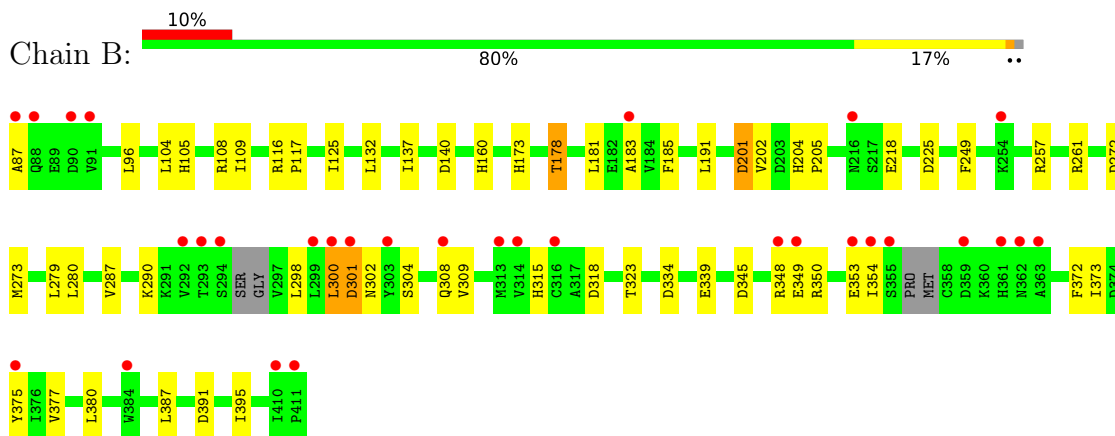 10%
Chain B:
80% 17% ••
A87 Q88 E89 D90 V91 L96 L104 H105 R108 I109 R116 P117 I125 L132 I137 D140 H160 H173 T178 L181 E182 A183 V184 F185 L191 D201 V202 D203 H204 P205 N216 S217 E218 D225 F249 K254 R257 R261
M273 L279 L280 V287 K290 K291 V292 T293 S294 SER GLY V297 L298 L299 L300 D301 N302 Y303 S304 Q308 V309 M313 V314 H315 C316 A317 D318 T323 D334 E339 D345 R348 E349 R350 E353 I354 S355 PRO MET C358 D359 K360 H361 N362 A363 F372 I373
Y375 I376 V377 L380 W384 L387 D391 I395 I410 P411